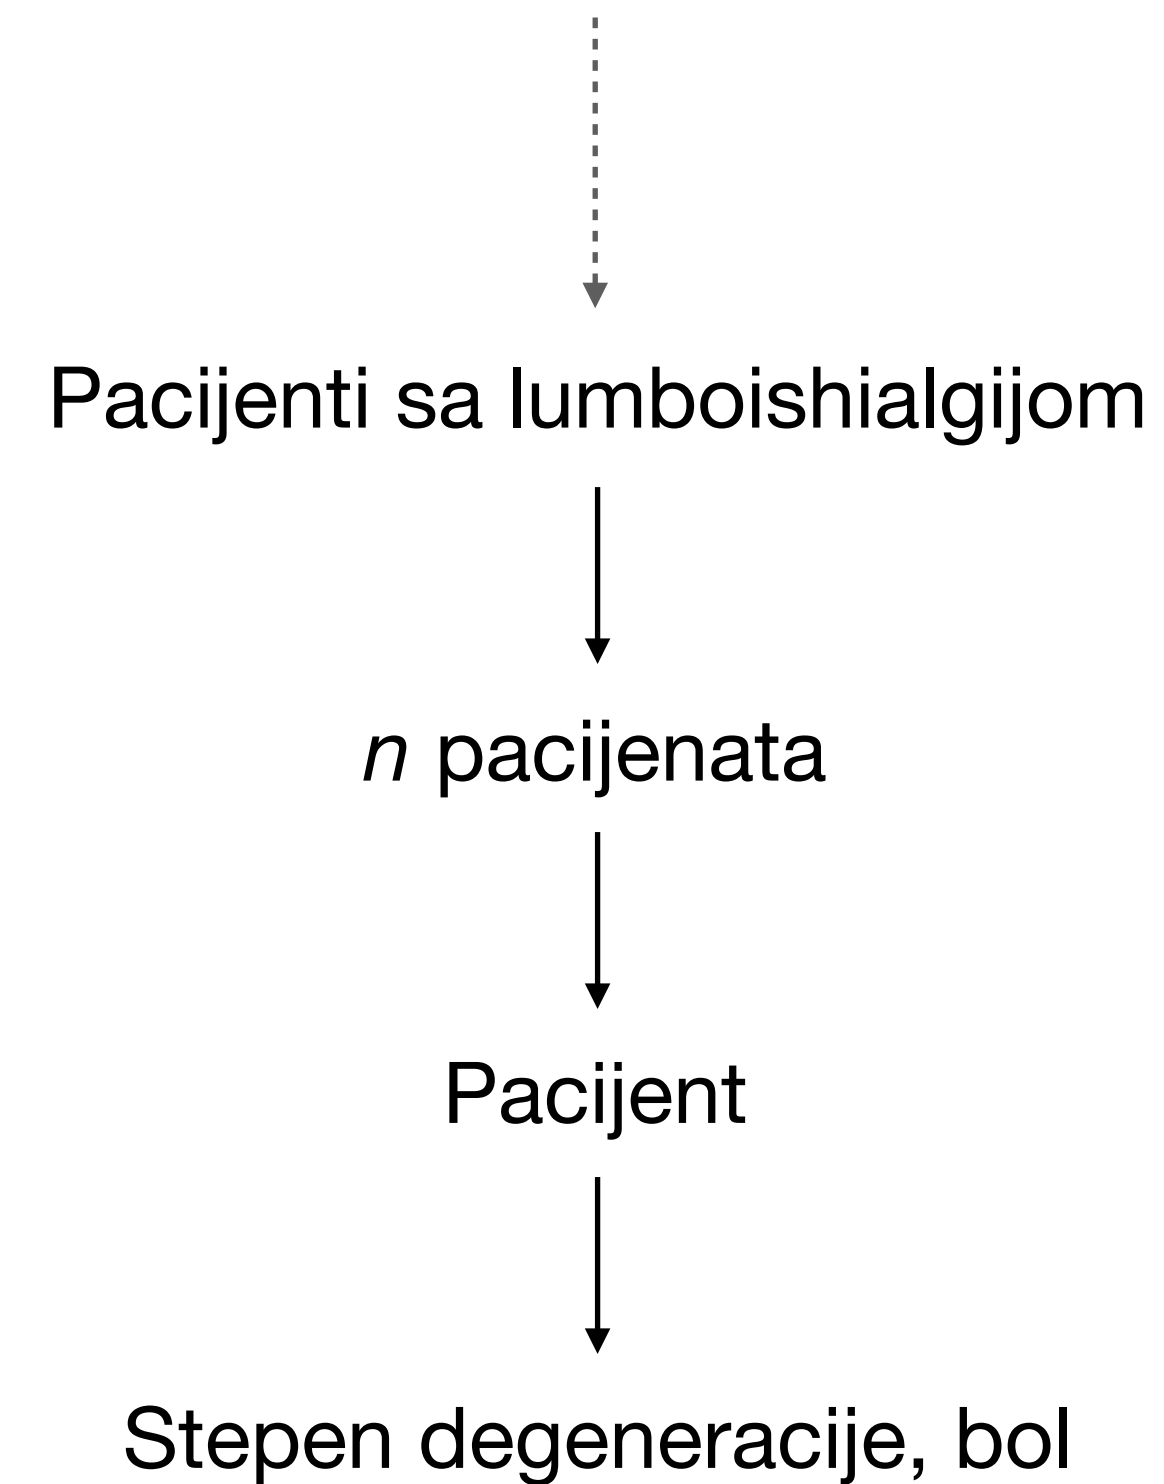 Pacijenti sa lumboishialgijom
n pacijenata
Pacijent
Stepen degeneracije, bol